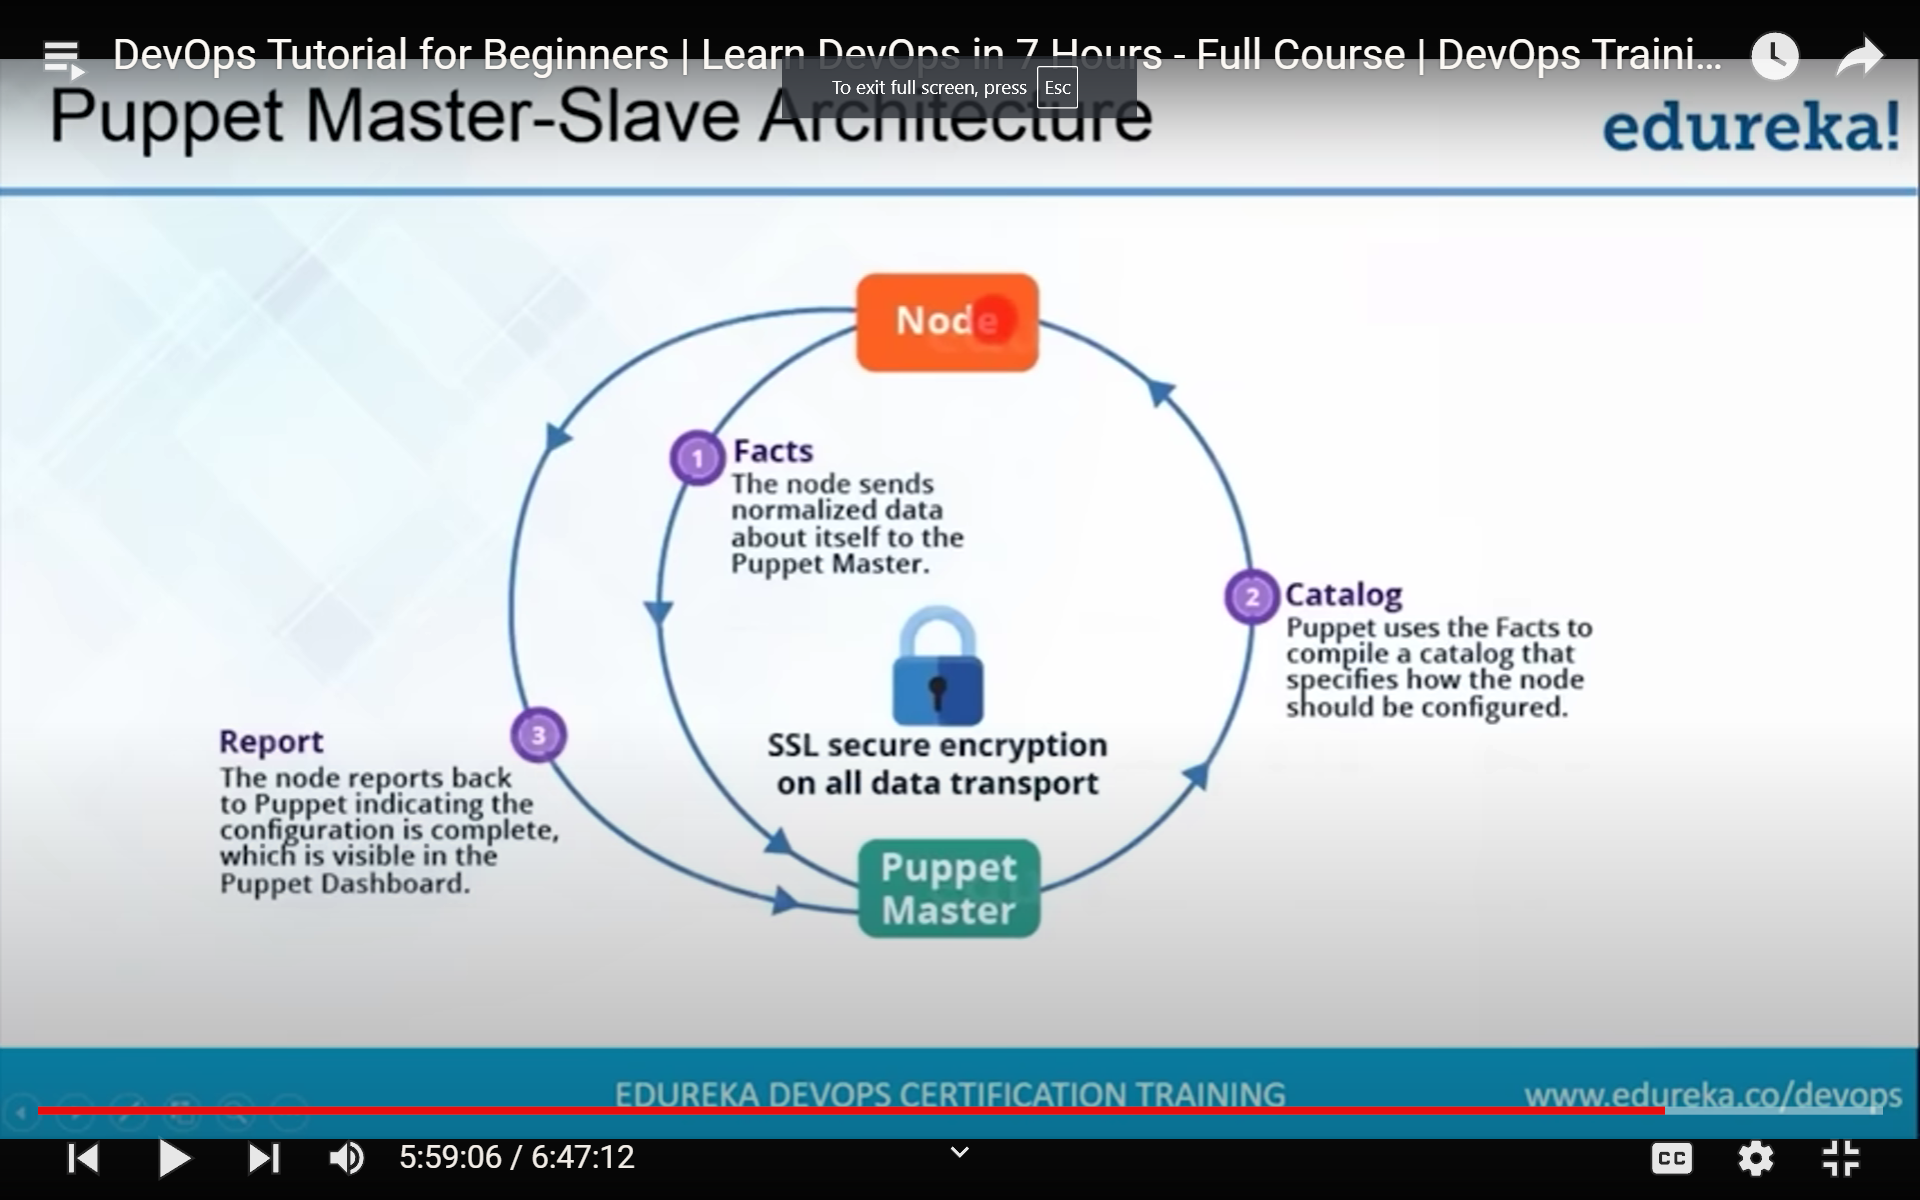 DevOps Tutorial for Beginners | Learn DevOps in 7 Hours - Full Course | DevOps Traini...
To exit full screen, press Esc
Puppet Master-Slave Architecture
edureka!
Node
1
Facts
The node sends
normalized data
about itself to the
Puppet Master.
2
Catalog
Puppet uses the Facts to
compile a catalog that
specifies how the node
should be configured.
SSL secure encryption
on all data transport
3
Report
The node reports back
to Puppet indicating the
configuration is complete,
which is visible in the
Puppet Dashboard.
Puppet
Master
EDUREKA DEVOPS CERTIFICATION TRAINING
www.edureka.co/devops
5:59:06 / 6:47:12
CC